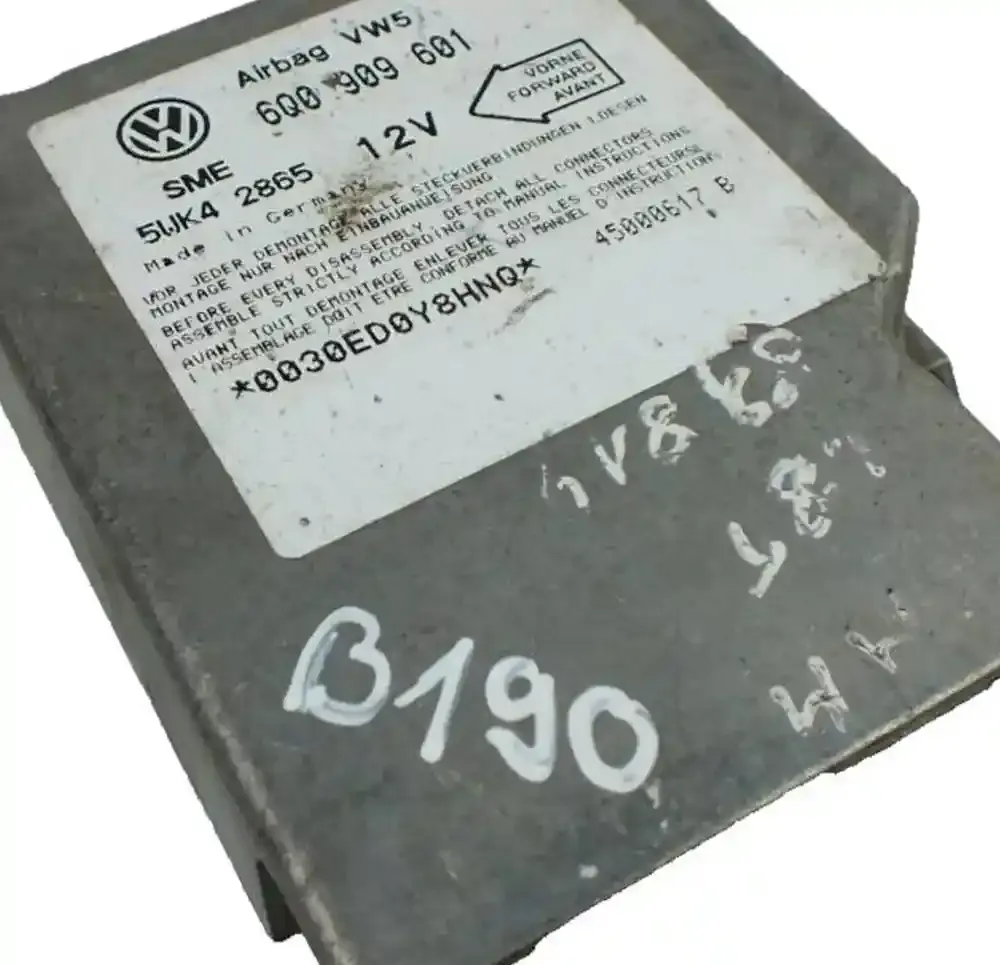 Airbag VW5
6Q0 909 601
VORNE
FORWARD
AVANT
SME
5WK4 2865 12V
Made in Germany
VOR JEDER DEMONTAGE ALLE STECKVERBINDUNGEN LOESEN
MONTAGE NUR NACH EINBAUANWEISUNG
BEFORE EVERY DISASSEMBLY, DETACH ALL CONNECTORS
ASSEMBLE STRICTLY ACCORDING TO MANUAL INSTRUCTIONS
AVANT TOUT DEMONTAGE ENLEVER TOUS LES CONNECTEURSL
L ASSEMBLAGE DOIT ETRE CONFORME AU MANUEL D'INSTRUCTIONS
45000617 B
*0030ED0Y8HNQ*
B190